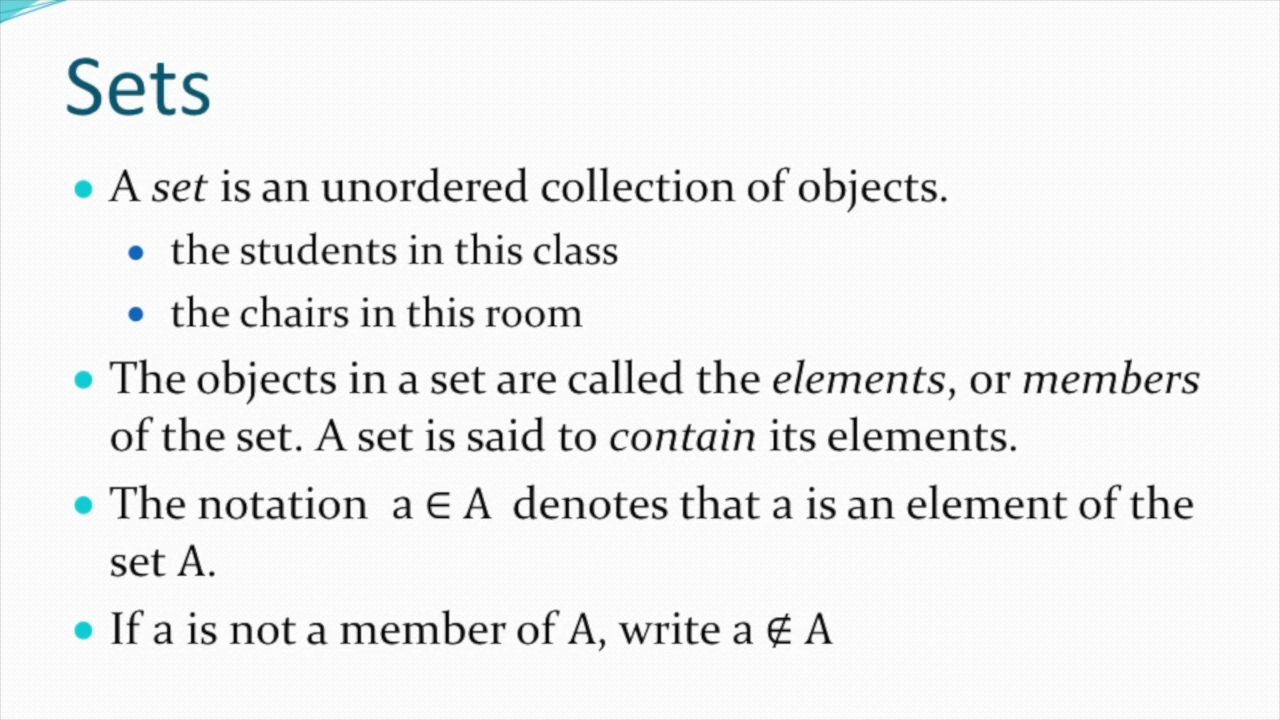 Sets
• A set is an unordered collection of objects.
• the students in this class
• the chairs in this room
• The objects in a set are called the elements, or members
of the set. A set is said to contain its elements.
• The notation a ∈ A denotes that a is an element of the
set A.
• If a is not a member of A, write a ∉ A